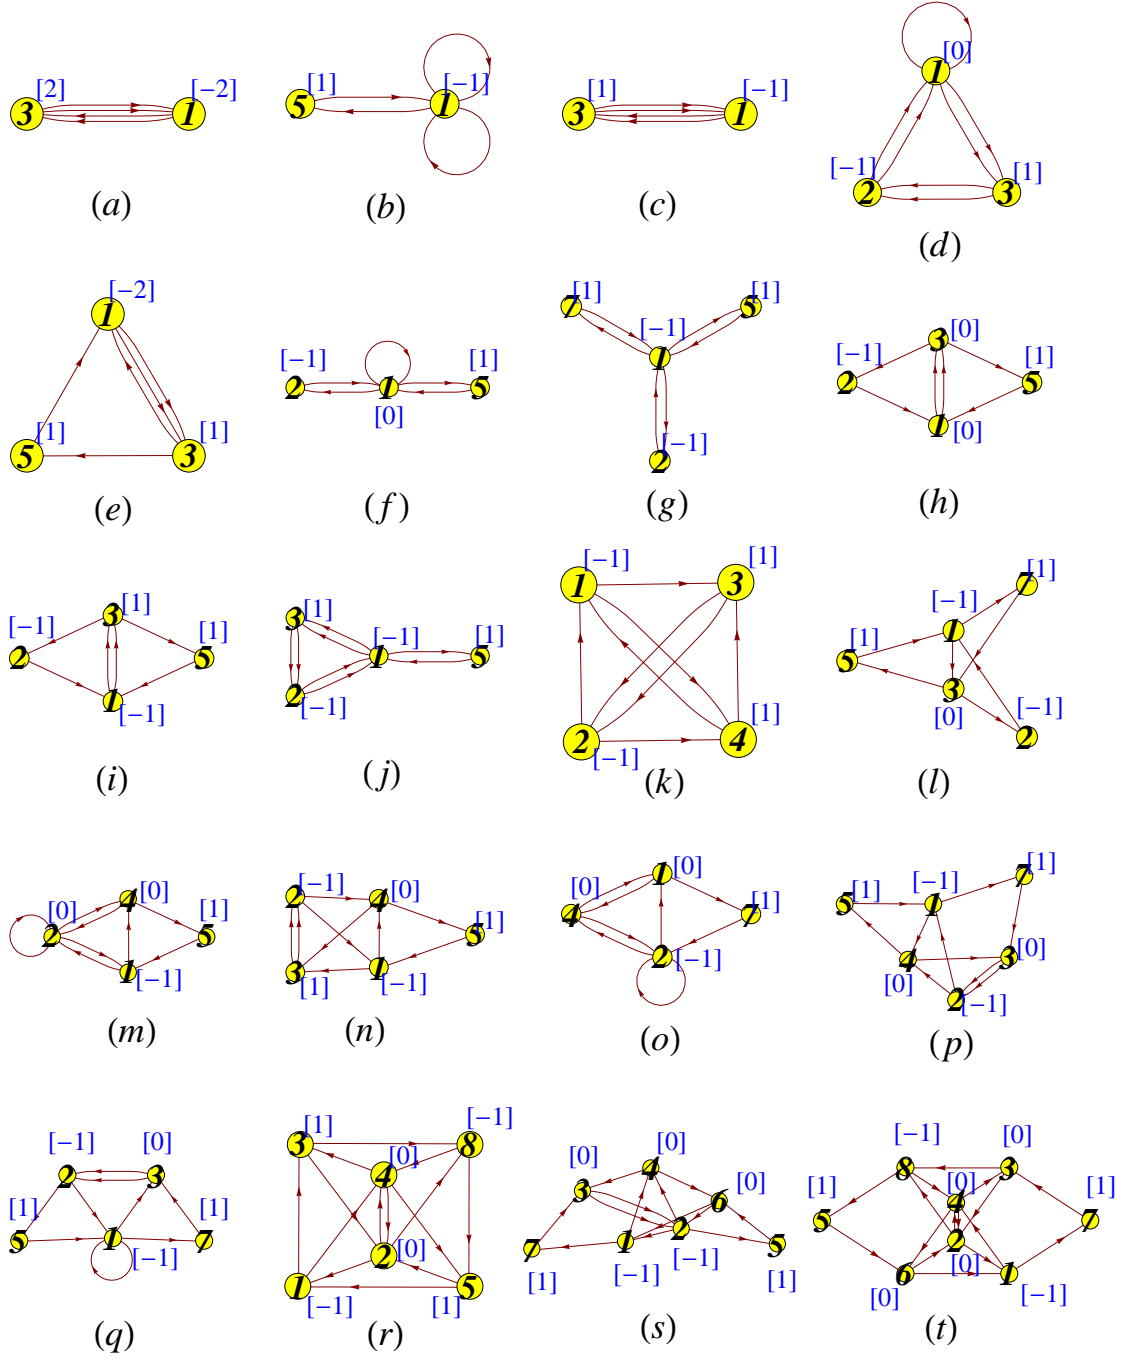 [2] [-2]
3 1
(a)
[1] [-1]
5 1
(b)
[1] [-1]
3 1
(c)
[0]
1
[-1] [1]
2 3
(d)
[-2]
1
[1] [1]
5 3
(e)
[-1] [1]
2 1 5
[0]
(f)
[1] [1]
7 5
[-1]
1
[-1]
2
(g)
3 [0]
[-1] [1]
2 5
1 [0]
(h)
3 [1]
[-1] [1]
2 5
1 [-1]
(i)
3 [1] [-1] [1]
1 5
2 [-1]
(j)
[-1] [1]
1 3
[1]
2 4
[-1]
(k)
7 [1]
[-1]
1
[1]
5
3 [-1]
[0] 2
(l)
4 [0]
[0] [1]
2 5
1 [-1]
(m)
2 [-1] 4 [0]
[1]
5
3 [1] 1 [-1]
(n)
1 [0]
[0] [1]
4 7
2 [-1]
(o)
[1]
7
5 [1] [-1]
1
4 3 [0]
[0]
2 [-1]
(p)
[-1] [0]
2 3
[1] [1]
5 1 7
[-1]
(q)
[1] [-1]
3 8
[0]
4
2 [0]
1 5
[-1] [1]
(r)
[0]
[0] 4
3 [0]
6
2
7 1 [-1] 5
[1] [-1] [1]
(s)
[-1] [0]
8 3
[0]
[1] 4 [1]
5 2 7
[0]
6 1
[0] [-1]
(t)